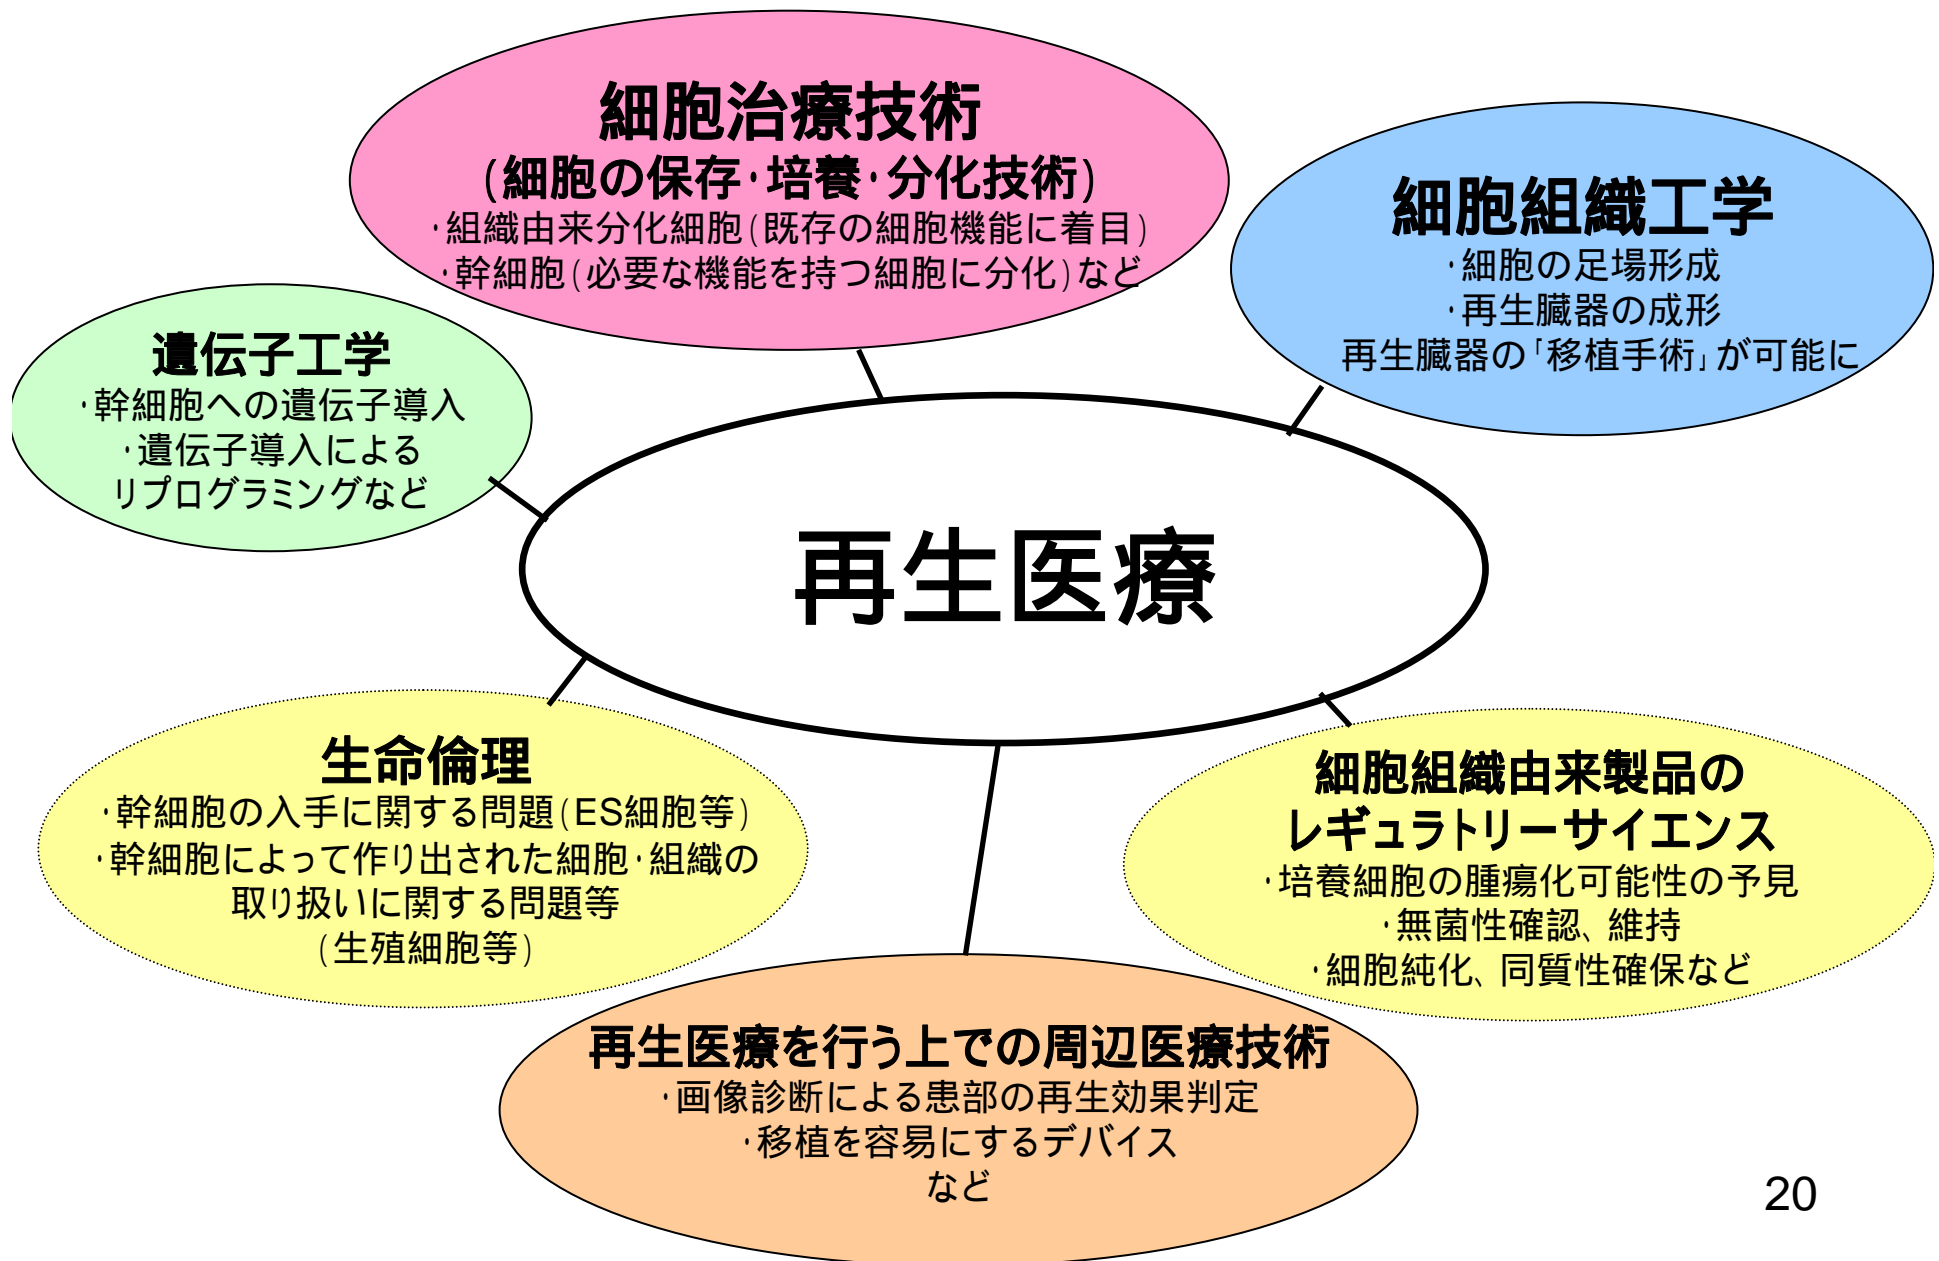 細胞治療技術
(細胞の保存・培養・分化技術)
・組織由来分化細胞(既存の細胞機能に着目)
・幹細胞(必要な機能を持つ細胞に分化)など
細胞組織工学
・細胞の足場形成
・再生臓器の成形
再生臓器の「移植手術」が可能に
遺伝子工学
・幹細胞への遺伝子導入
・遺伝子導入による
リプログラミングなど
再生医療
生命倫理
・幹細胞の入手に関する問題(ES細胞等)
・幹細胞によって作り出された細胞・組織の
取り扱いに関する問題等
(生殖細胞等)
細胞組織由来製品の
レギュラトリーサイエンス
・培養細胞の腫瘍化可能性の予見
・無菌性確認、維持
・細胞純化、同質性確保など
再生医療を行う上での周辺医療技術
・画像診断による患部の再生効果判定
・移植を容易にするデバイス
など
20